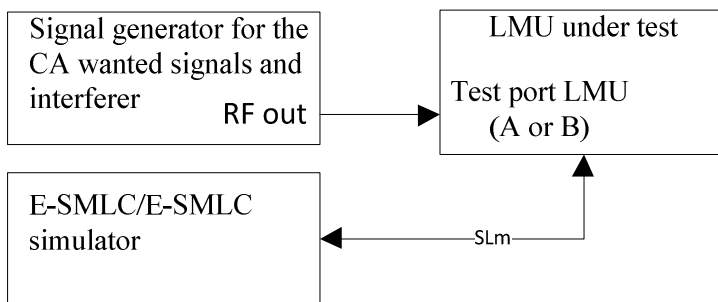 Signal generator for the
CA wanted signals and
interferer
RF out
LMU under test
Test port LMU
(A or B)
E-SMLC/E-SMLC
simulator
SLm